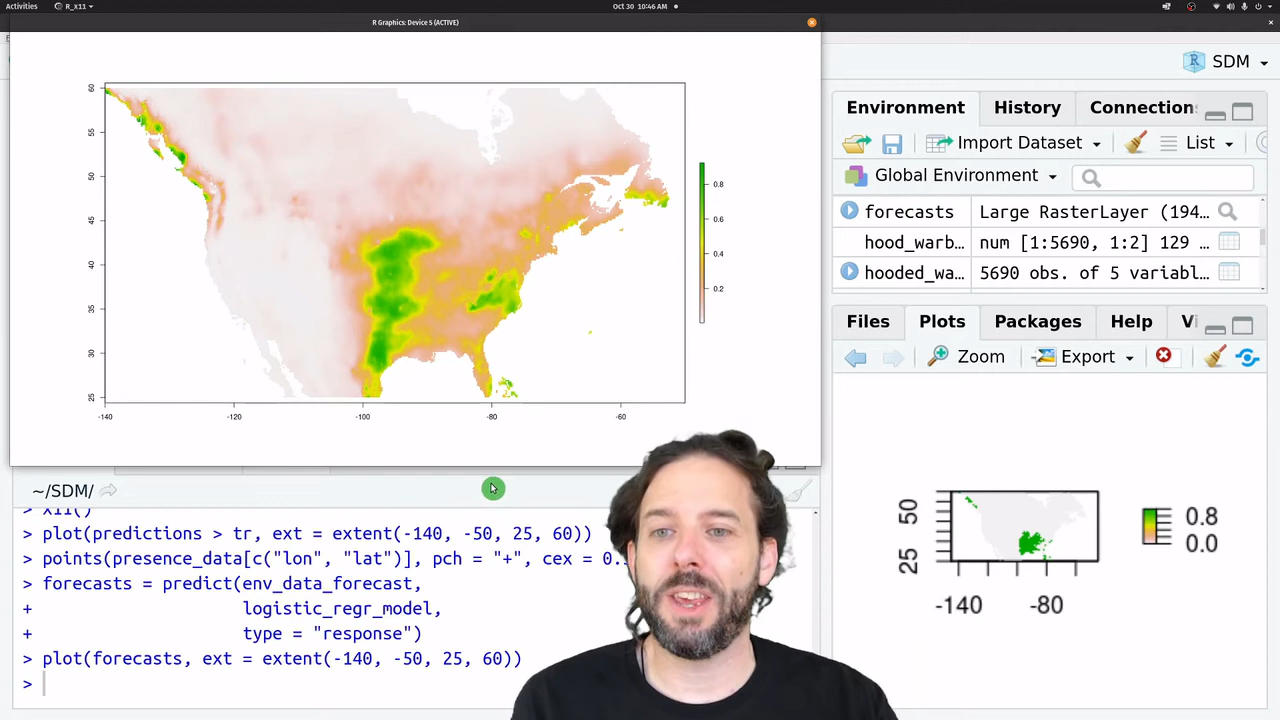 Activities R_x11 Oct 30 10:46 AM
R Graphics: Device 5 (ACTIVE)
60
55
50
45
40
35
30
25
-140 -120 -100 -80 -60
0.8
0.6
0.4
0.2
SDM
Environment History Connection
Import Dataset List
Global Environment
forecasts Large RasterLayer (194…
hood_warb… num [1:5690, 1:2] 129 …
hooded_wa… 5690 obs. of 5 variabl…
Files Plots Packages Help Vi
Zoom Export
50
25
-140 -80
0.8
0.0
~/SDM/
> x11()
> plot(predictions > tr, ext = extent(-140, -50, 25, 60))
> points(presence_data[c("lon", "lat")], pch = "+", cex = 0.
> forecasts = predict(env_data_forecast,
+ logistic_regr_model,
+ type = "response")
> plot(forecasts, ext = extent(-140, -50, 25, 60))
>